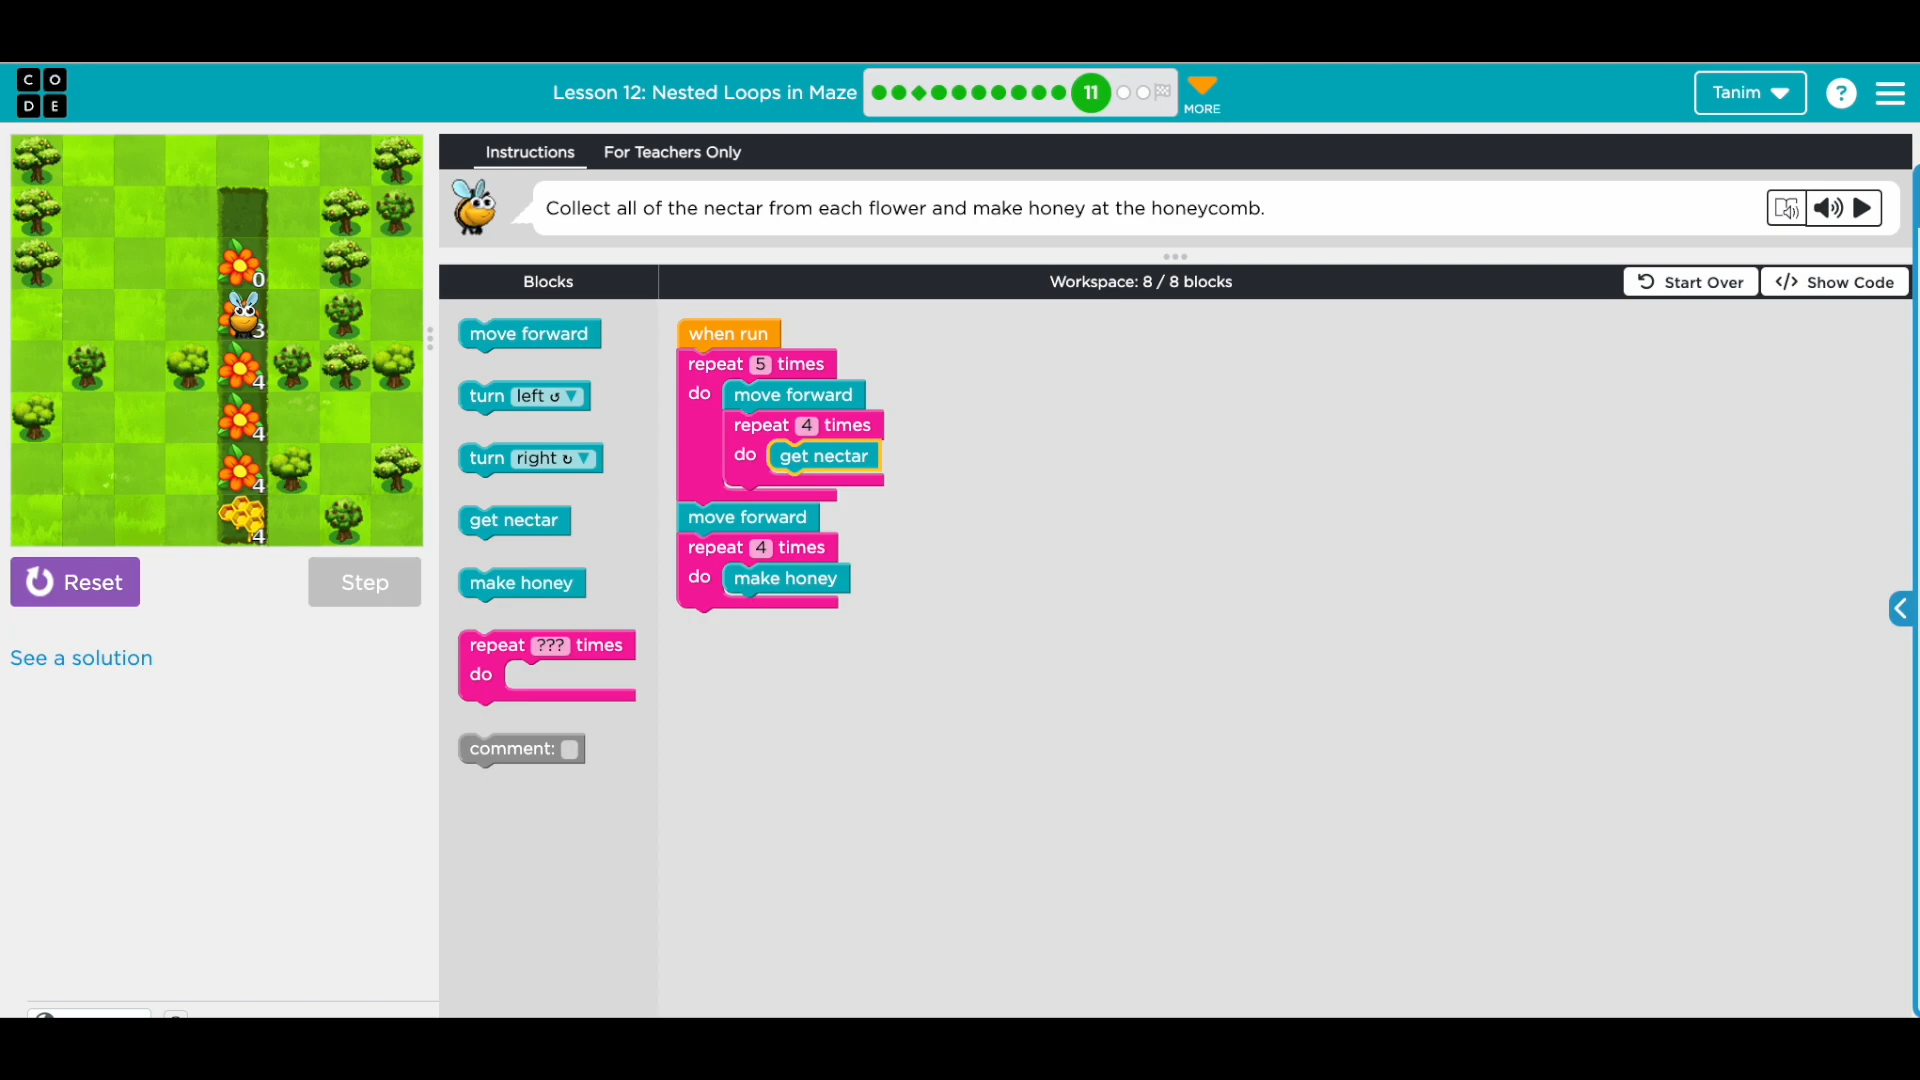 CODE
Lesson 12: Nested Loops in Maze
11
MORE
Tanim
?
Instructions
For Teachers Only
Collect all of the nectar from each flower and make honey at the honeycomb.
Blocks
Workspace: 8 / 8 blocks
Start Over
</> Show Code
0
3
4
4
4
4
Reset
Step
See a solution
move forward
turn left
turn right
get nectar
make honey
repeat ??? times
do
comment:
when run
repeat 5 times
do move forward
repeat 4 times
do get nectar
move forward
repeat 4 times
do make honey